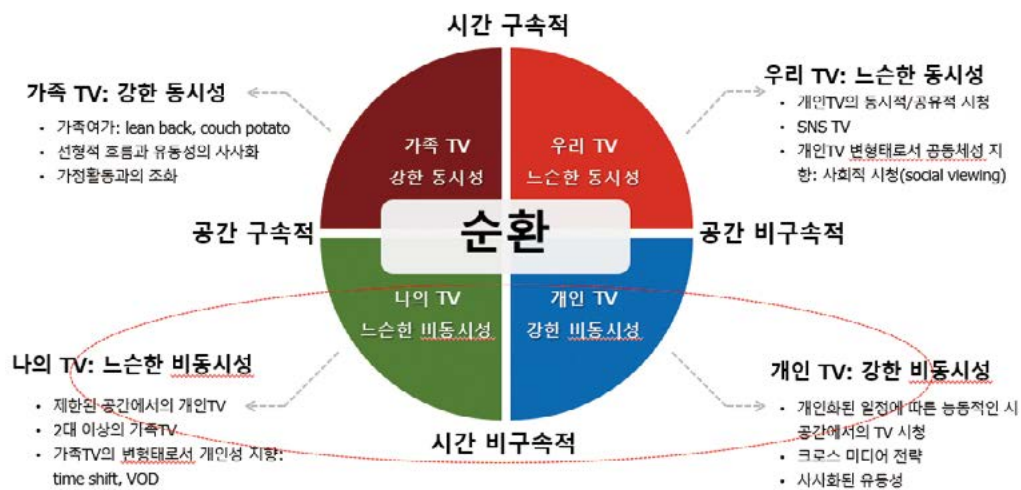 시간 구속적
가족 TV: 강한 동시성
• 가족여가: lean back, couch potato
• 선형적 흐름과 유동성의 사사화
• 가정활동과의 조화
우리 TV: 느슨한 동시성
• 개인TV의 동시적/공유적 시청
• SNS TV
• 개인TV 변형태로서 공동체성 지
향: 사회적 시청(social viewing)
가족 TV
강한 동시성
우리 TV
느슨한 동시성
공간 구속적
순환
공간 비구속적
니의 TV
느슨한 비동시성
개인 TV
강한 비동시성
나의 TV: 느슨한 비동시성
• 제한된 공간에서의 개인TV
• 2대 이상의 가족TV
• 가족TV의 변형태로서 개인성 지향:
time shift, VOD
시간 비구속적
개인 TV: 강한 비동시성
• 개인화된 일정에 따른 능동적인 시
공간에서의 TV 시청
• 크로스 미디어 전략
• 사사화된 유동성